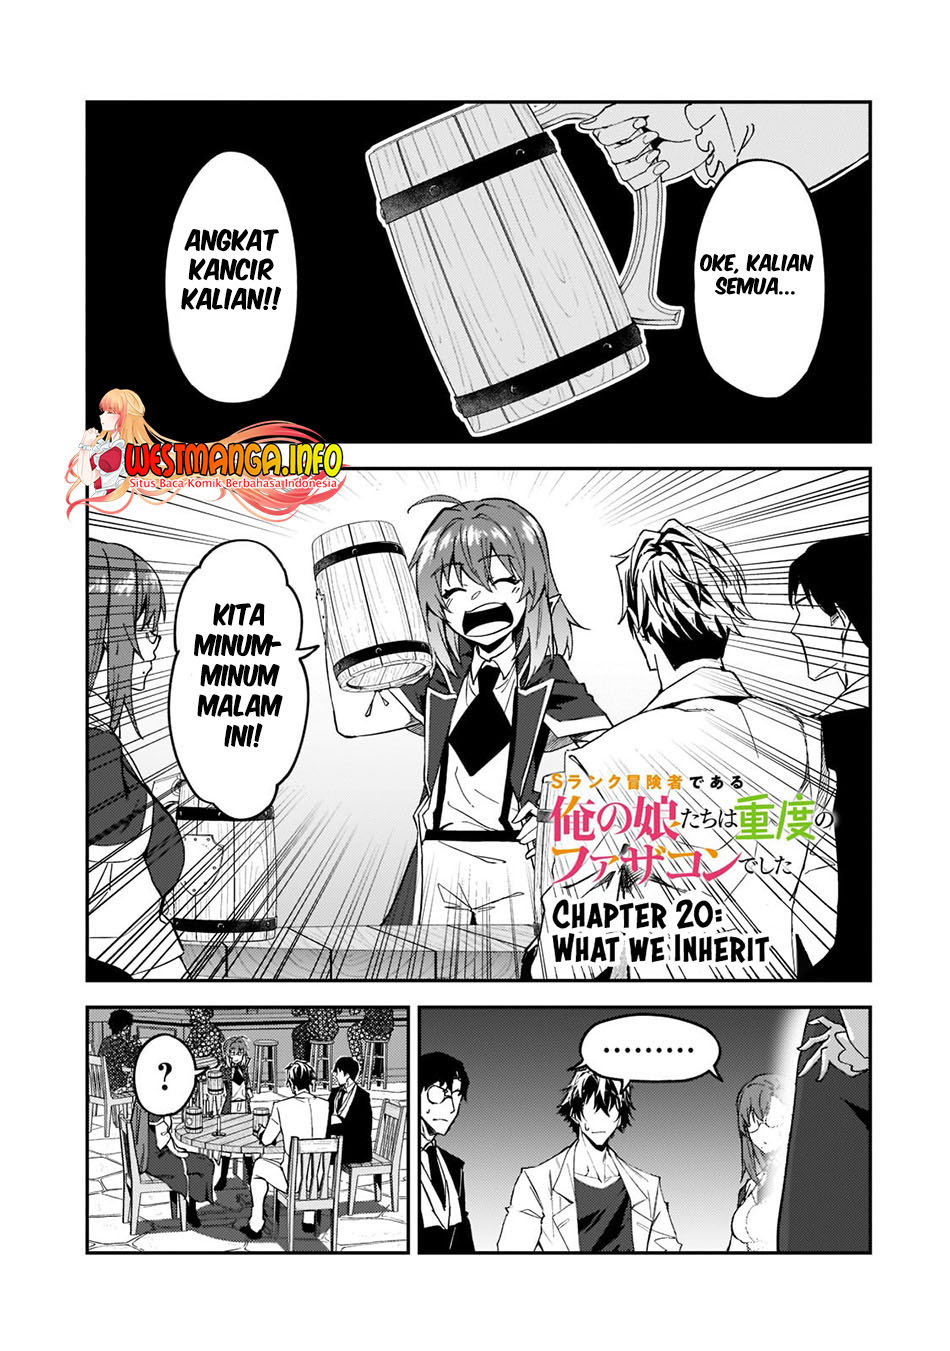 OKE, KALIAN
SEMUA...
ANGKAT
KANCIR
KALIAN!!
WESTMANGA.INFO
Situs Baca Komik Berbahasa Indonesia
KITA
MINUM-
MINUM
MALAM
INI!
Sランク冒険者である
俺の娘たちは重度の
ファザコンでした
CHAPTER 20:
WHAT WE INHERIT
.........
?